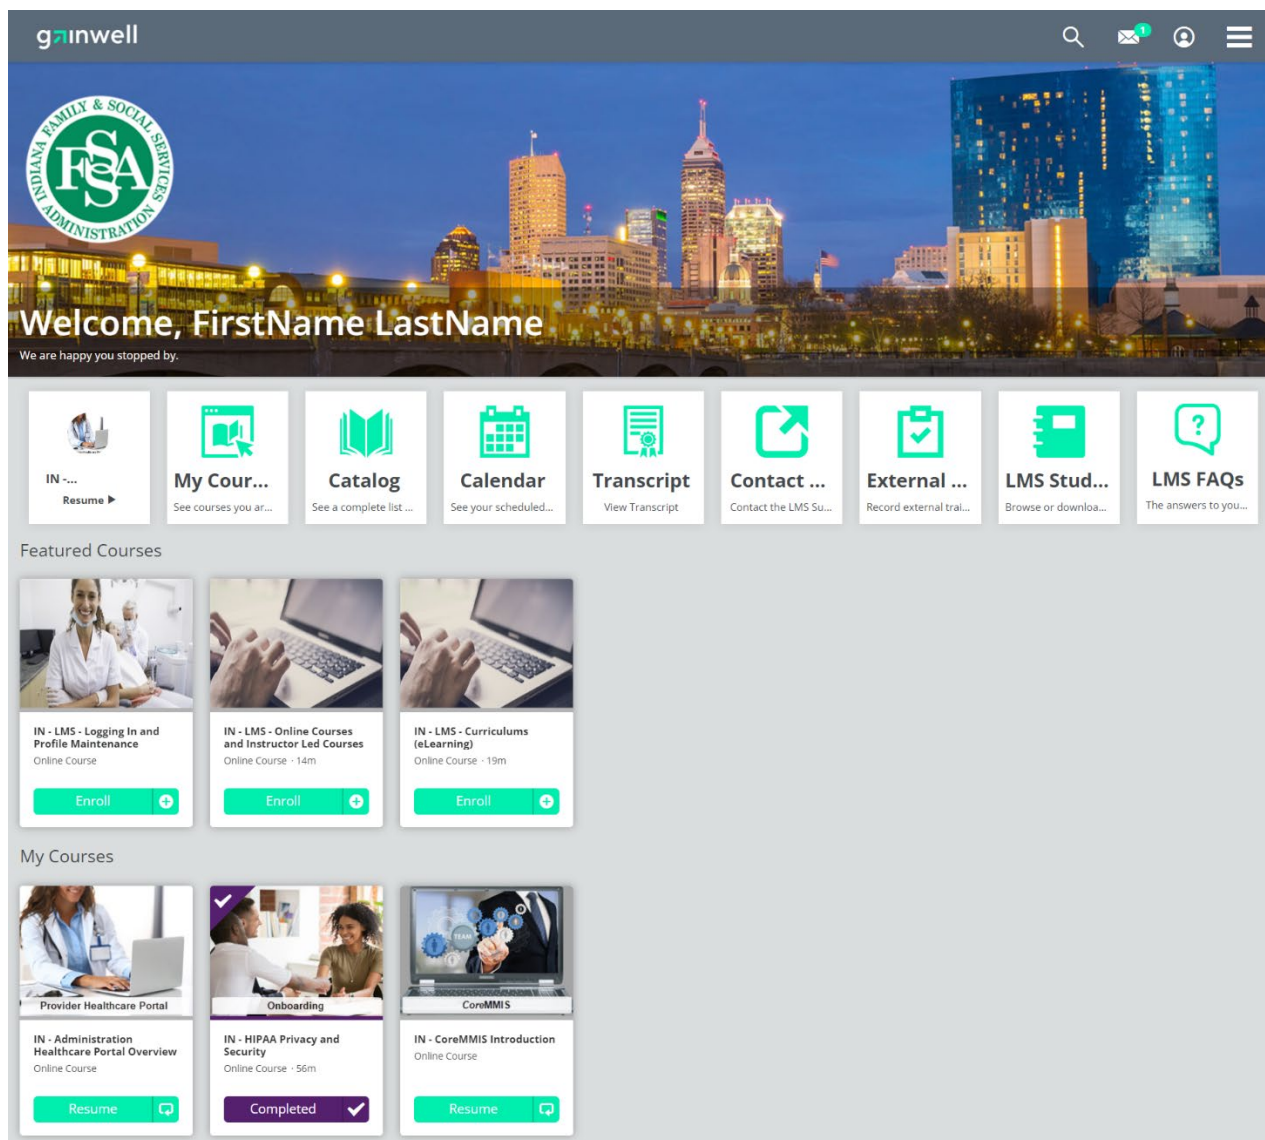 gainwell
1
INDIANA FAMILY & SOCIAL SERVICES ADMINISTRATION
FSSA
Welcome, FirstName LastName
We are happy you stopped by.
IN -...
Resume
My Cour...
See courses you ar...
Catalog
See a complete list ...
Calendar
See your scheduled...
Transcript
View Transcript
Contact ...
Contact the LMS Su...
External ...
Record external trai...
LMS Stud...
Browse or downloa...
LMS FAQs
The answers to you...
Featured Courses
IN - LMS - Logging In and
Profile Maintenance
Online Course
Enroll
IN - LMS - Online Courses
and Instructor Led Courses
Online Course · 14m
Enroll
IN - LMS - Curriculums
(eLearning)
Online Course · 19m
Enroll
My Courses
Provider Healthcare Portal
IN - Administration
Healthcare Portal Overview
Online Course
Resume
Onboarding
IN - HIPAA Privacy and
Security
Online Course · 56m
Completed
TEAM
CoreMMIS
IN - CoreMMIS Introduction
Online Course
Resume